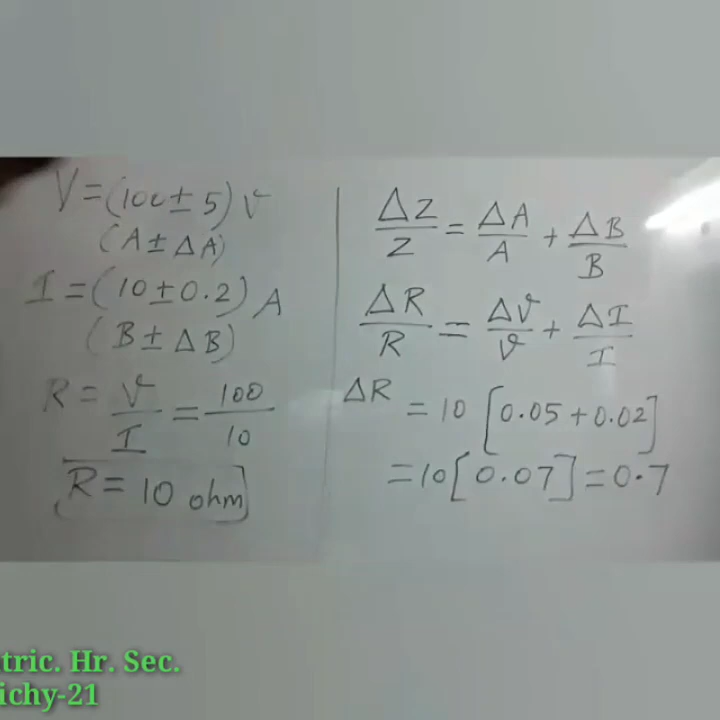 V=(100±5) V
(A±ΔA)
I=(10±0.2) A
(B±ΔB)
R = V/I = 100/10
R= 10 ohm
ΔZ/Z = ΔA/A + ΔB/B
ΔR/R = ΔV/V + ΔI/I
ΔR = 10 [0.05+0.02]
=10[0.07]=0.7
tric. Hr. Sec.
ichy-21